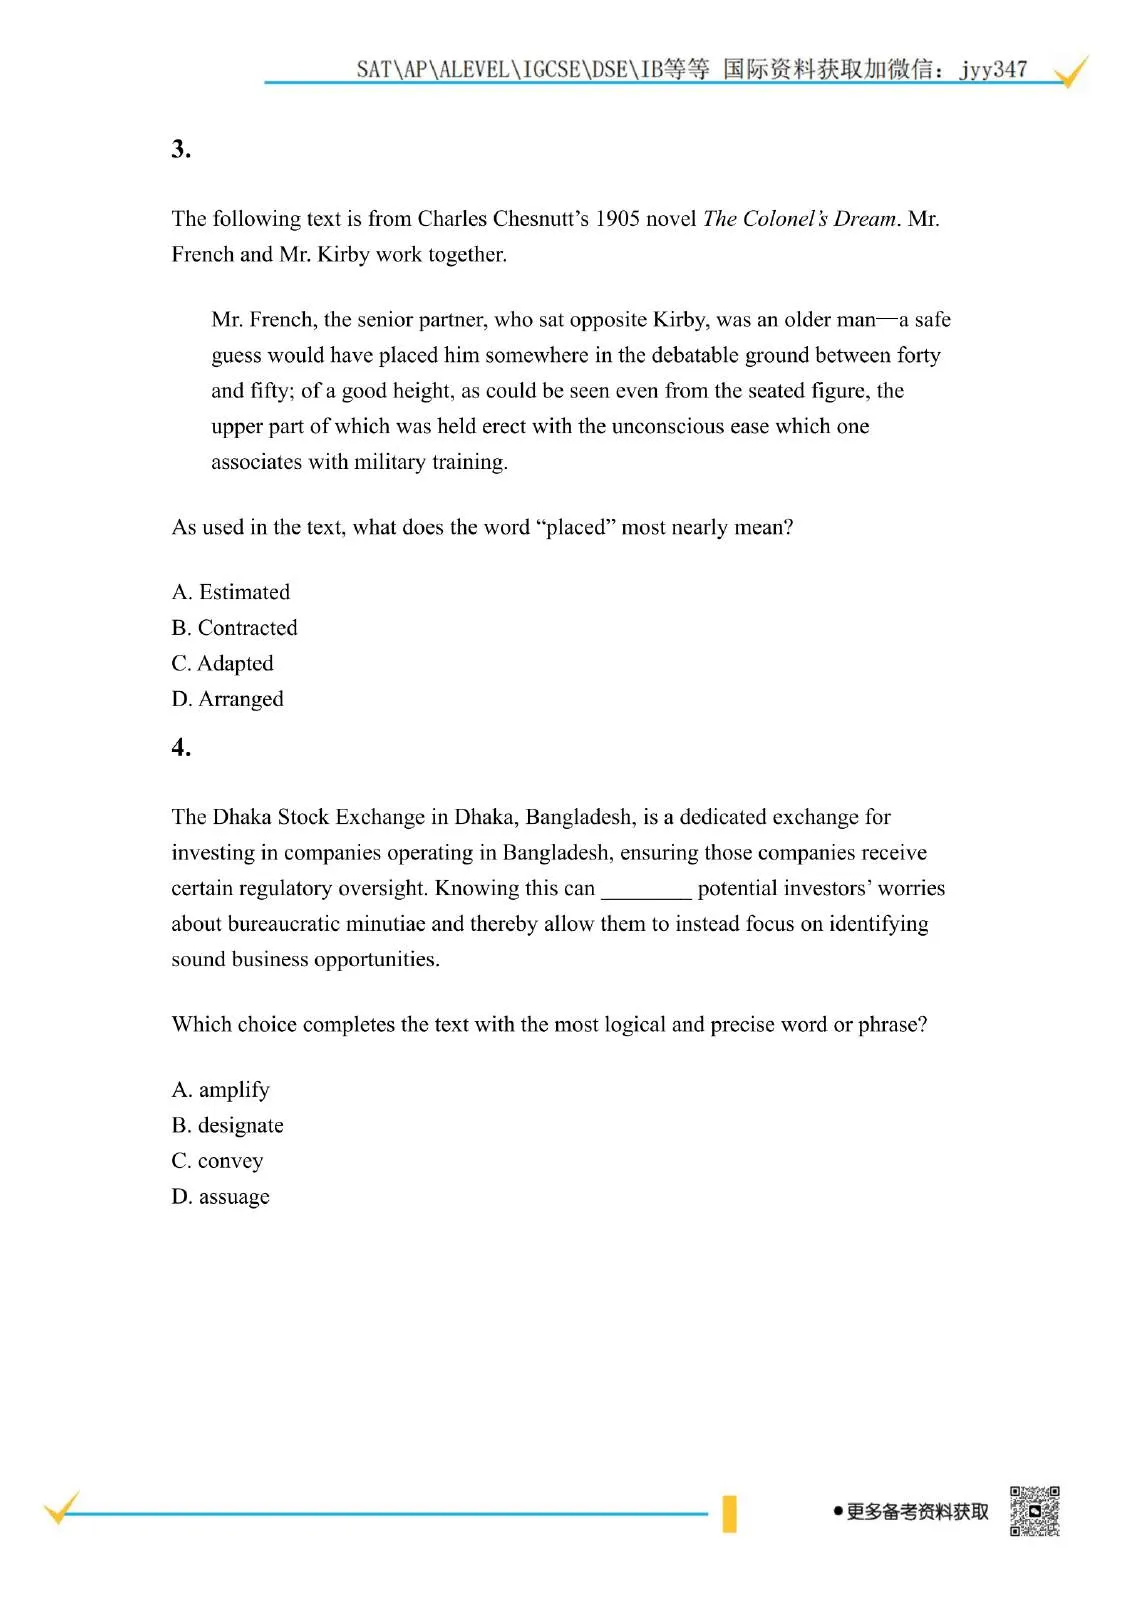 SAT\AP\ALEVEL\IGCSE\DSE\IB等等 国际资料获取加微信：jyy347
3.
The following text is from Charles Chesnutt’s 1905 novel The Colonel’s Dream. Mr.
French and Mr. Kirby work together.
Mr. French, the senior partner, who sat opposite Kirby, was an older man—a safe
guess would have placed him somewhere in the debatable ground between forty
and fifty; of a good height, as could be seen even from the seated figure, the
upper part of which was held erect with the unconscious ease which one
associates with military training.
As used in the text, what does the word “placed” most nearly mean?
A. Estimated
B. Contracted
C. Adapted
D. Arranged
4.
The Dhaka Stock Exchange in Dhaka, Bangladesh, is a dedicated exchange for
investing in companies operating in Bangladesh, ensuring those companies receive
certain regulatory oversight. Knowing this can ________ potential investors’ worries
about bureaucratic minutiae and thereby allow them to instead focus on identifying
sound business opportunities.
Which choice completes the text with the most logical and precise word or phrase?
A. amplify
B. designate
C. convey
D. assuage
●更多备考资料获取